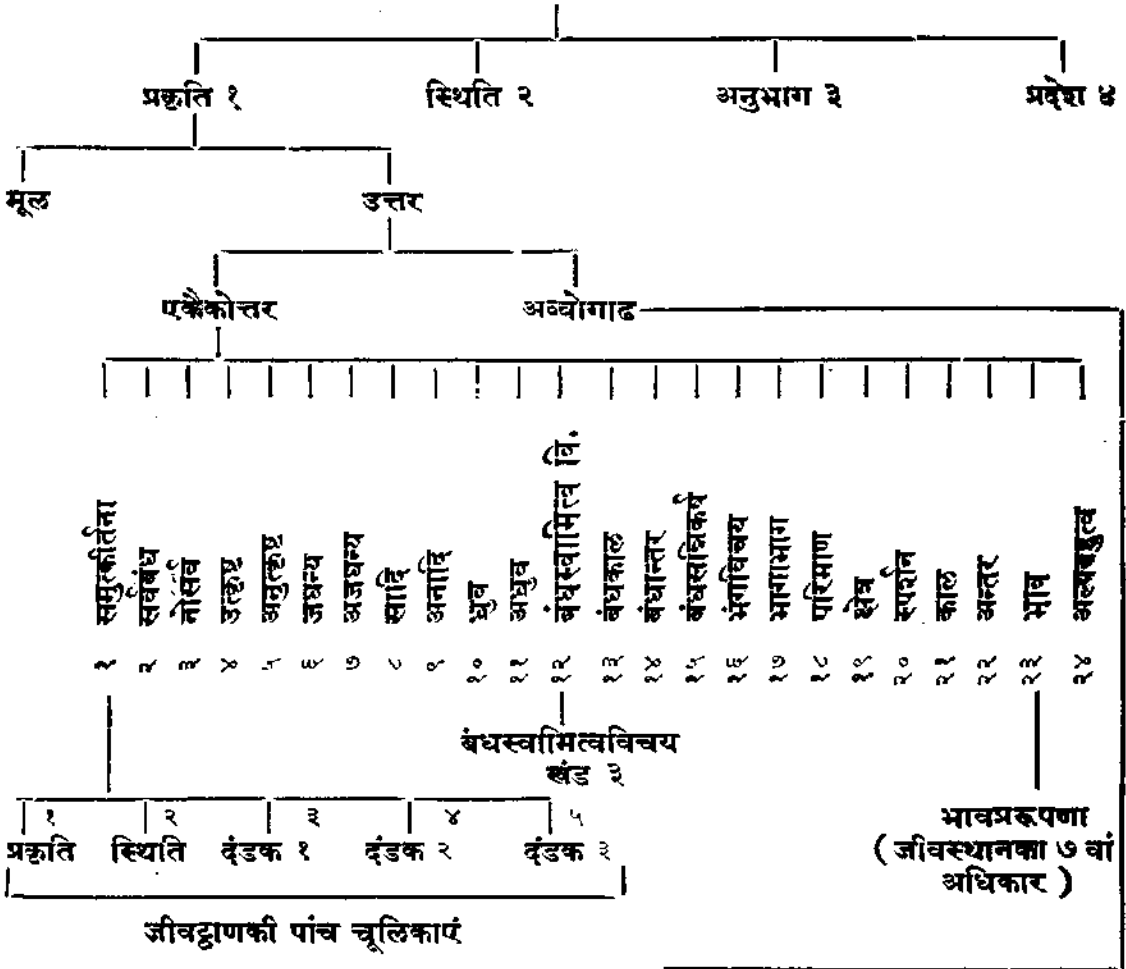 प्रकृति १ स्थिति २ अनुभाग ३ प्रदेश ४
मूल उत्तर
एकैकोत्तर अव्वोगाढ
समुत्कीर्तना १
सर्वबंध २
नोसर्व ३
उत्कृष्ट ४
अनुत्कृष्ट ५
जघन्य ६
अजघन्य ७
सादि ८
अनादि ९
ध्रुव १०
अध्रुव ११
बंधस्वामित्व वि. १२
बंधकाल १३
बंधान्तर १४
बंधसन्निकर्ष १५
भंगविचय १६
भागाभाग १७
परिमाण १८
क्षेत्र १९
स्पर्शन २०
काल २१
अन्तर २२
भाव २३
अल्पबहुत्व २४
बंधस्वामित्वविचय
खंड ३
१ २ ३ ४ ५
प्रकृति स्थिति दंडक १ दंडक २ दंडक ३
जीवट्ठाणकी पांच चूलिकाएं
भावप्ररूपणा
( जीवस्थानका ७ वां
अधिकार )